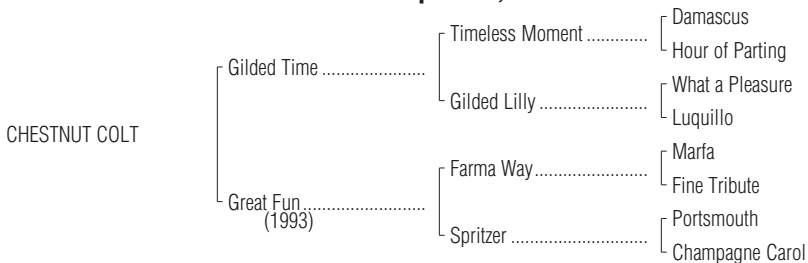 Damascus
Timeless Moment .............
Hour of Parting
Gilded Time ......................
What a Pleasure
Gilded Lilly .......................
Luquillo
CHESTNUT COLT
Marfa
Farma Way........................
Fine Tribute
Great Fun..........................
(1993)
Portsmouth
Spritzer .............................
Champagne Carol